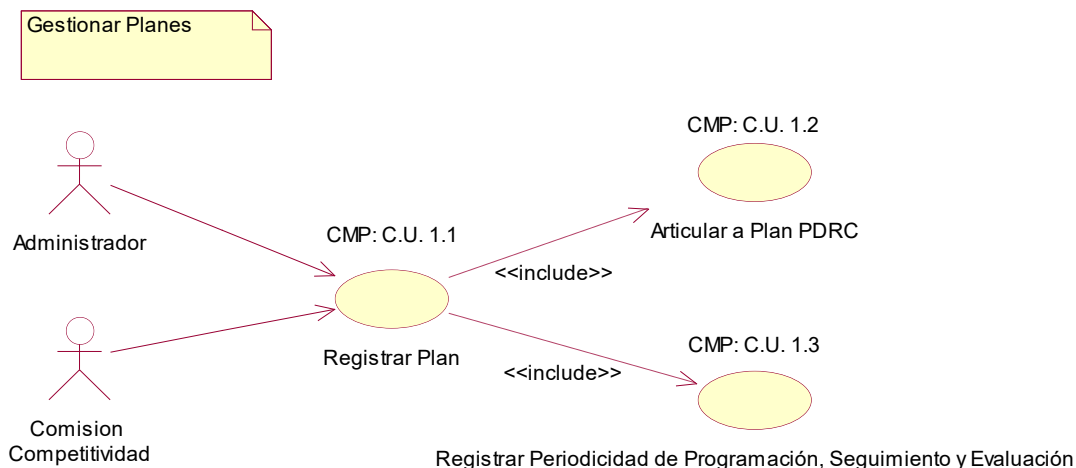 Gestionar Planes
CMP: C.U. 1.2
Administrador
CMP: C.U. 1.1
Articular a Plan PDRC
<<include>>
CMP: C.U. 1.3
Registrar Plan
<<include>>
Comision
Competitividad
Registrar Periodicidad de Programación, Seguimiento y Evaluación